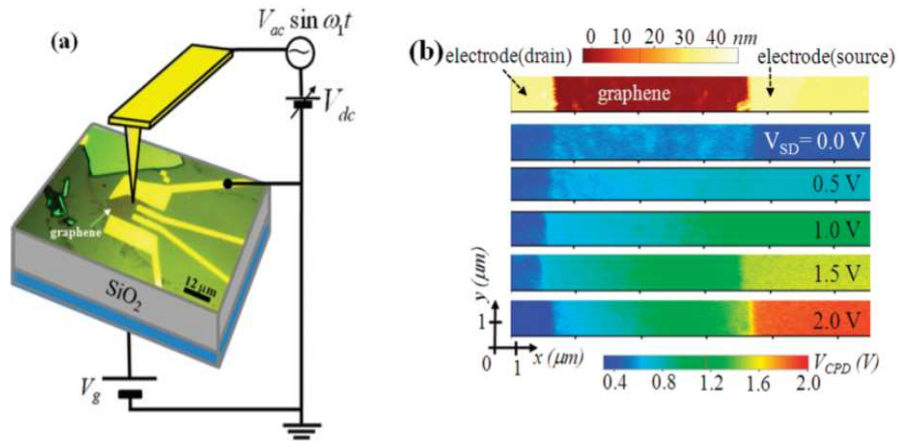 (a)
V_ac sin ω₁t
V_dc
graphene
12 μm
SiO₂
V_g
(b)
0 10 20 30 40 nm
electrode(drain)
electrode(source)
graphene
V_SD= 0.0 V
0.5 V
1.0 V
1.5 V
2.0 V
y (μm)
1
0 1 x (μm)
V_CPD (V)
0.4 0.8 1.2 1.6 2.0